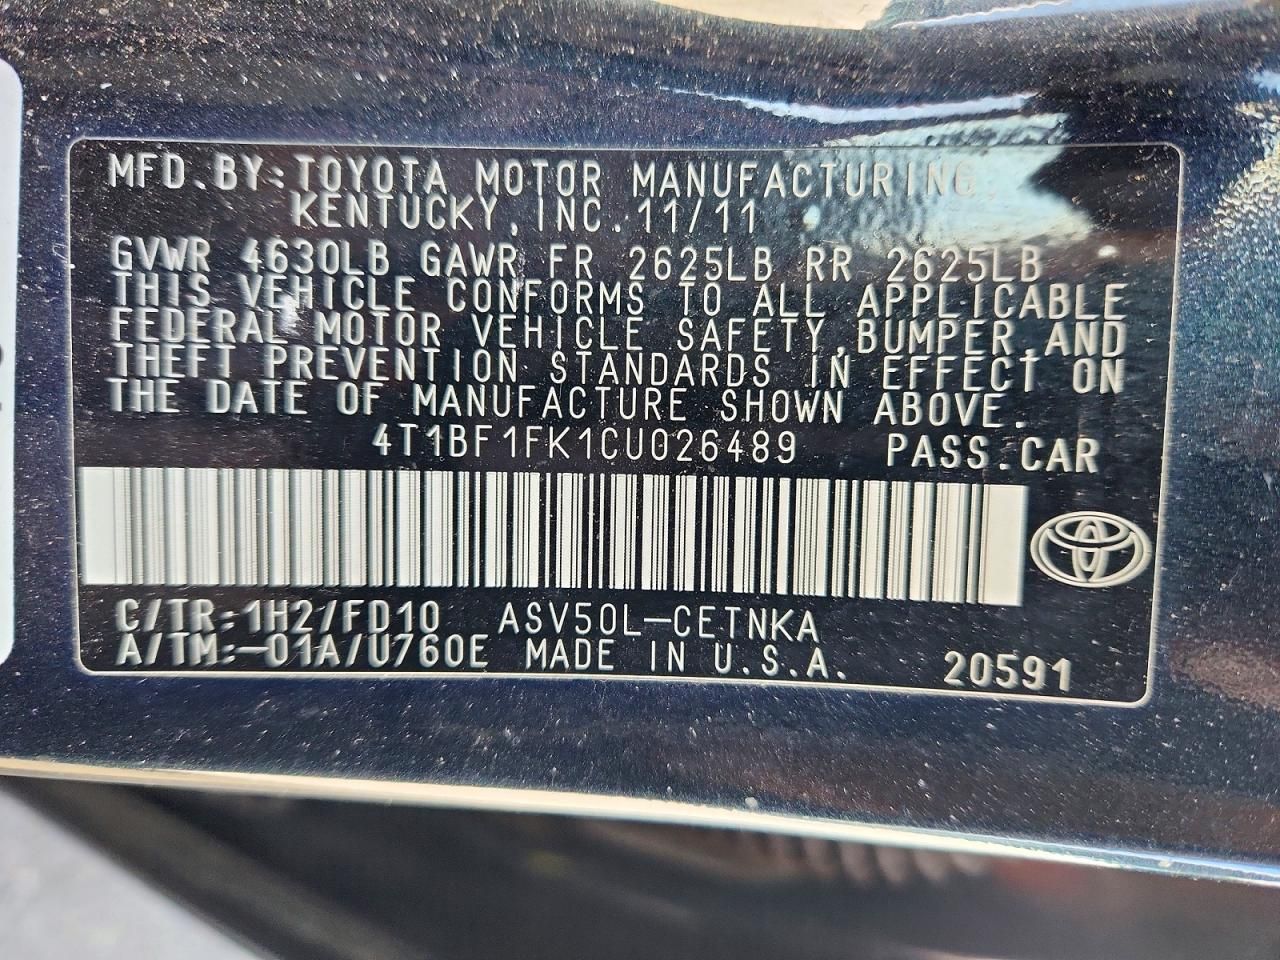 MFD.BY:TOYOTA MOTOR MANUFACTURING,
KENTUCKY,INC.11/11
GVWR 4630LB GAWR FR 2625LB RR 2625LB
THIS VEHICLE CONFORMS TO ALL APPLICABLE
FEDERAL MOTOR VEHICLE SAFETY,BUMPER,AND
THEFT PREVENTION STANDARDS IN EFFECT ON
THE DATE OF MANUFACTURE SHOWN ABOVE.
4T1BF1FK1CU026489 PASS.CAR
C/TR:1H2/FD10 ASV50L-CETNKA
A/TM:-01A/U760E MADE IN U.S.A. 20591